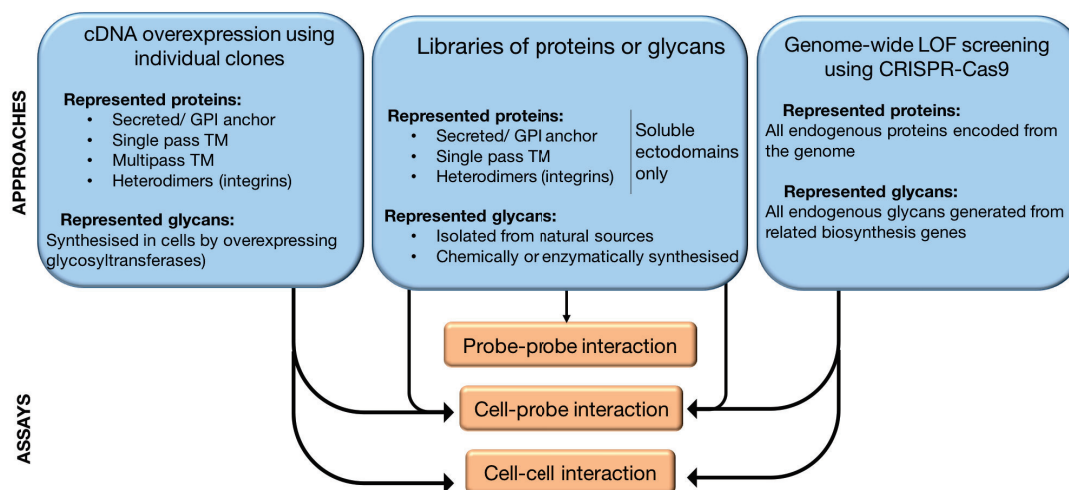 APPROACHES
cDNA overexpression using
individual clones
Represented proteins:
• Secreted/ GPI anchor
• Single pass TM
• Multipass TM
• Heterodimers (integrins)
Represented glycans:
Synthesised in cells by overexpressing
glycosyltransferases)
Libraries of proteins or glycans
Represented proteins:
• Secreted/ GPI anchor
• Single pass TM
• Heterodimers (integrins)
Soluble
ectodomains
only
Represented glycans:
• Isolated from natural sources
• Chemically or enzymatically synthesised
Genome-wide LOF screening
using CRISPR-Cas9
Represented proteins:
All endogenous proteins encoded from
the genome
Represented glycans:
All endogenous glycans generated from
related biosynthesis genes
ASSAYS
Probe-probe interaction
Cell-probe interaction
Cell-cell interaction